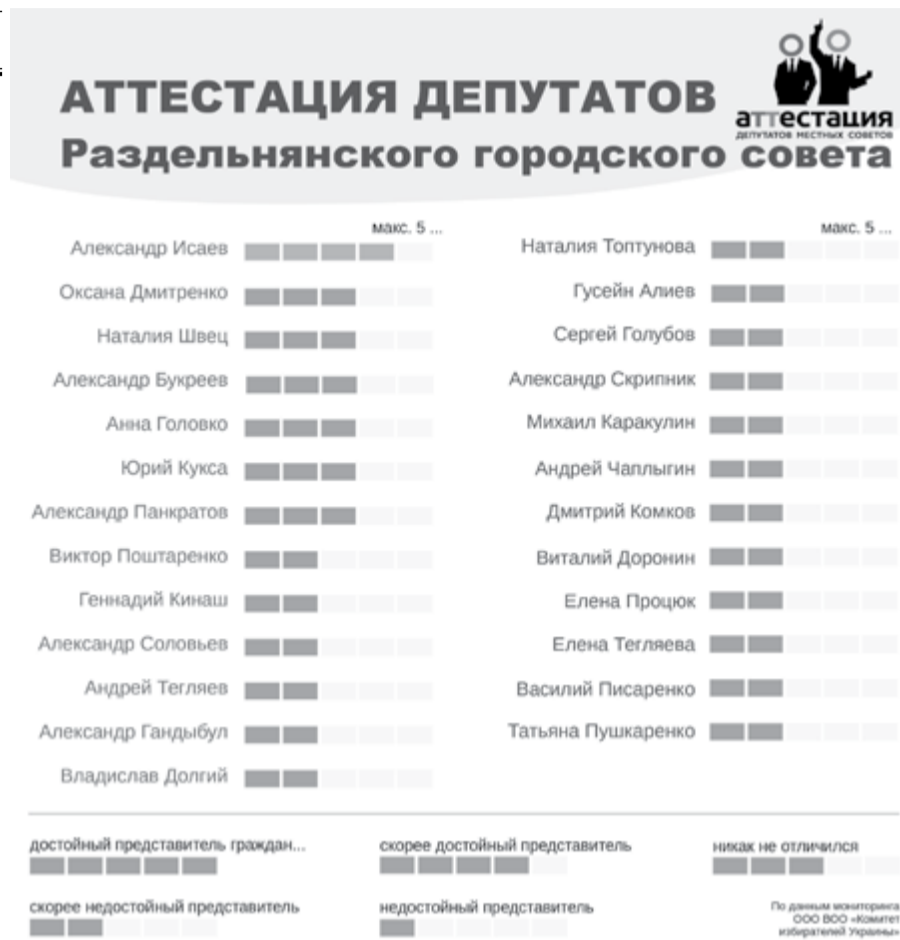 АТТЕСТАЦИЯ ДЕПУТАТОВ
Раздельнянского городского совета
аттестация
ДЕПУТАТОВ МЕСТНЫХ СОВЕТОВ
макс. 5 ...
Александр Исаев
Оксана Дмитренко
Наталия Швец
Александр Букреев
Анна Головко
Юрий Кукса
Александр Панкратов
Виктор Поштаренко
Геннадий Кинаш
Александр Соловьев
Андрей Тегляев
Александр Гандыбул
Владислав Долгий
макс. 5 ...
Наталия Топтунова
Гусейн Алиев
Сергей Голубов
Александр Скрипник
Михаил Каракулин
Андрей Чаплыгин
Дмитрий Комков
Виталий Доронин
Елена Процюк
Елена Тегляева
Василий Писаренко
Татьяна Пушкаренко
достойный представитель граждан...
скорее достойный представитель
никак не отличился
скорее недостойный представитель
недостойный представитель
По данным мониторинга
ООО ВОО «Комитет
избирателей Украины»